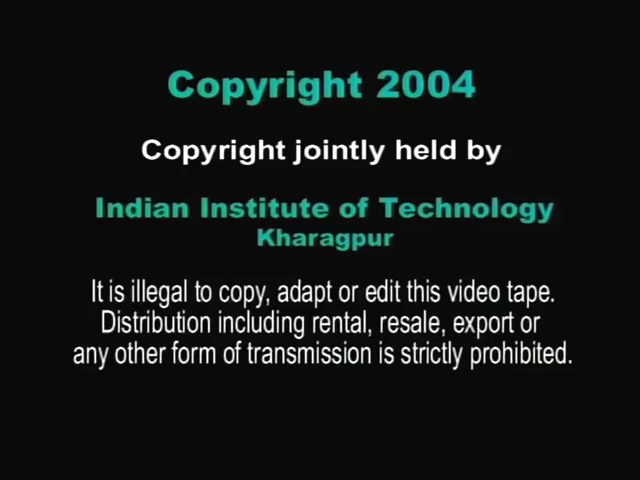 Copyright 2004
Copyright jointly held by
Indian Institute of Technology
Kharagpur
It is illegal to copy, adapt or edit this video tape.
Distribution including rental, resale, export or
any other form of transmission is strictly prohibited.